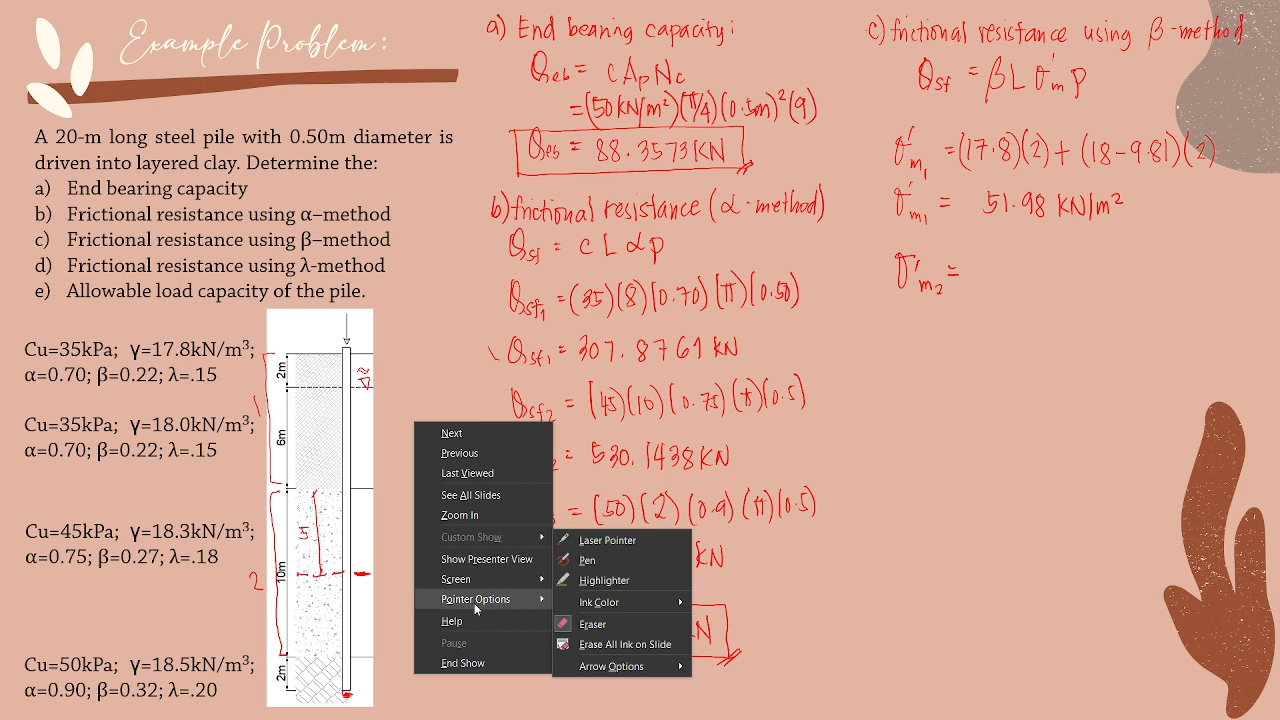 Example Problem:
A 20-m long steel pile with 0.50m diameter is
driven into layered clay. Determine the:
a) End bearing capacity
b) Frictional resistance using α–method
c) Frictional resistance using β–method
d) Frictional resistance using λ-method
e) Allowable load capacity of the pile.
Cu=35kPa; γ=17.8kN/m³;
α=0.70; β=0.22; λ=.15
Cu=35kPa; γ=18.0kN/m³;
α=0.70; β=0.22; λ=.15
Cu=45kPa; γ=18.3kN/m³;
α=0.75; β=0.27; λ=.18
Cu=50kPa; γ=18.5kN/m³;
α=0.90; β=0.32; λ=.20
2m
1
6m
5
2
10m
2m
a) End bearing capacity:
Qeb = c Ap Nc
= (50 KN/m²)(π/4)(0.5m)²(9)
Qeb = 88.3573 KN
b) frictional resistance (α-method)
Qsf = c L α p
Qsf₁ = (35)(8)(0.70)(π)(0.50)
Qsf₁ = 307.8761 KN
Qsf₂ = (45)(10)(0.75)(π)(0.5)
= 530.1438 KN
= (50)(2)(0.9)(π)(0.5)
KN
N
c) frictional resistance using β-method
Qsf = β L σ'm p
σ'm₁ = (17.8)(2) + (18-9.81)(2)
σ'm₁ = 51.98 KN/m²
σ'm₂ =
Next
Previous
Last Viewed
See All Slides
Zoom In
Custom Show
Show Presenter View
Screen
Pointer Options
Help
Pause
End Show
Laser Pointer
Pen
Highlighter
Ink Color
Eraser
Erase All Ink on Slide
Arrow Options